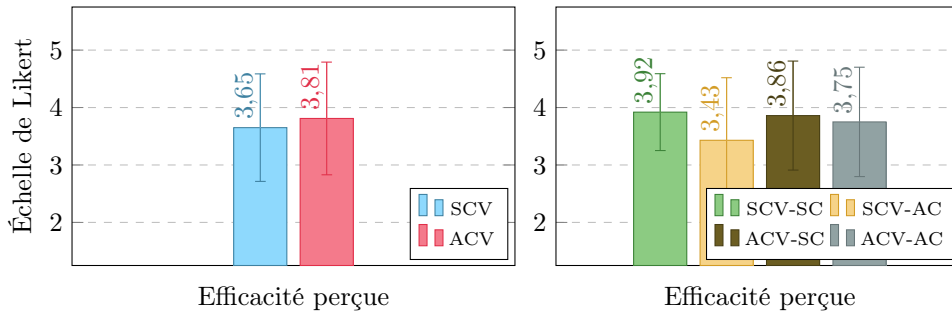 Échelle de Likert
5
4
3
2
3,65
3,81
SCV
ACV
Efficacité perçue
5
4
3
2
3,92
3,43
3,86
3,75
SCV-SC SCV-AC
ACV-SC ACV-AC
Efficacité perçue